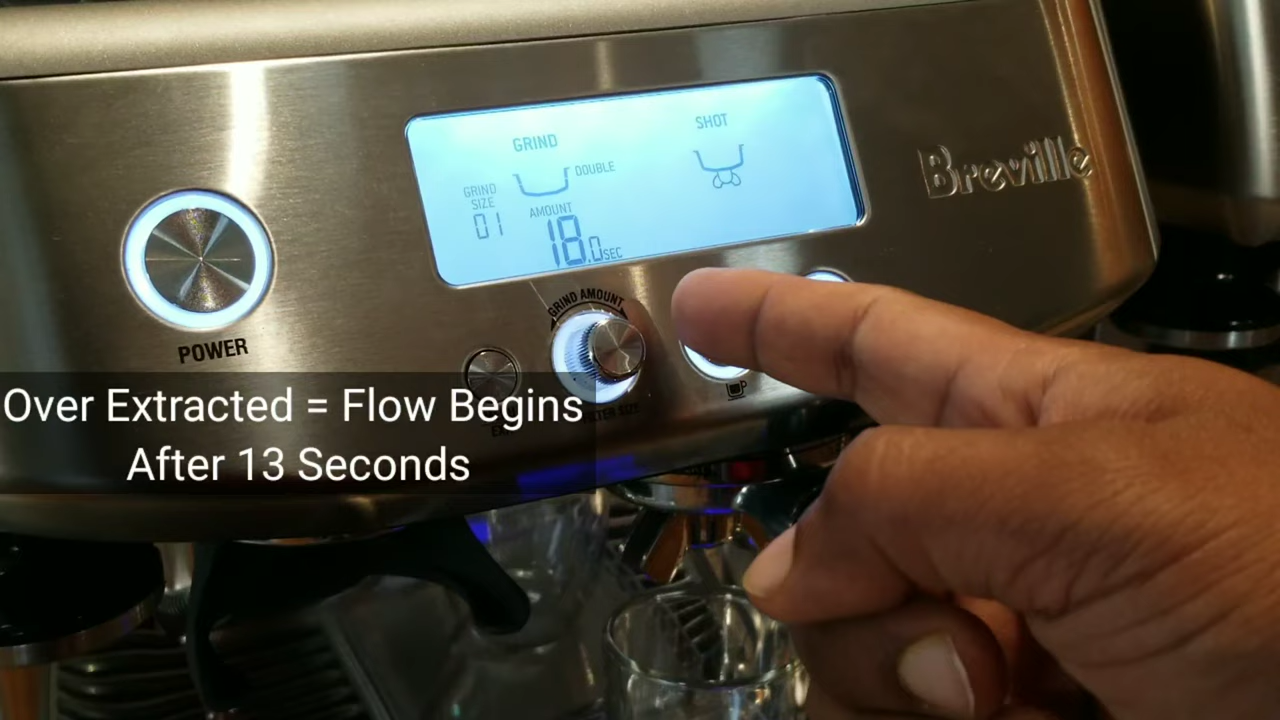 GRIND
SHOT
DOUBLE
GRIND
SIZE
01
AMOUNT
18.0SEC
Breville
GRIND AMOUNT
POWER
Over Extracted = Flow Begins
After 13 Seconds